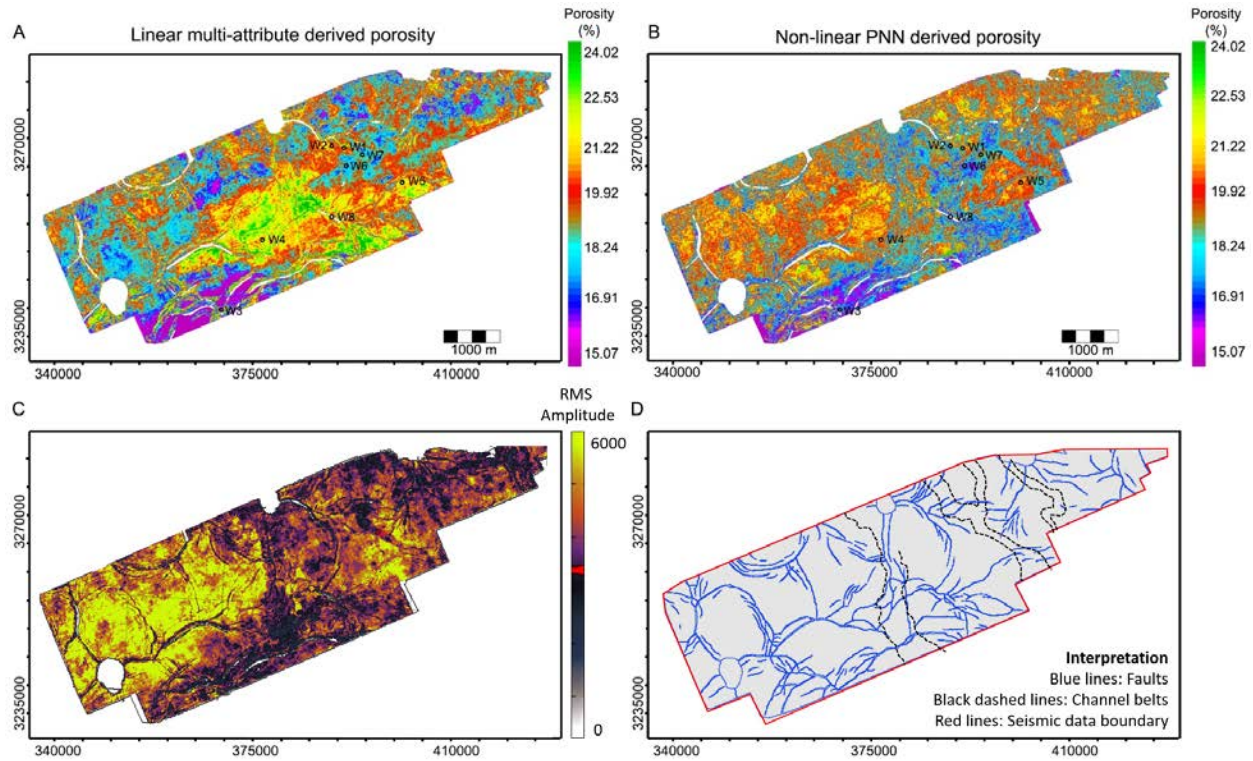 A
Linear multi-attribute derived porosity
Porosity
(%)
24.02
22.53
21.22
19.92
18.24
16.91
15.07
3270000
3235000
W2
W1
W7
W6
W5
W8
W4
W3
1000 m
340000
375000
410000
B
Non-linear PNN derived porosity
Porosity
(%)
24.02
22.53
21.22
19.92
18.24
16.91
15.07
3270000
3235000
W2
W1
W7
W6
W5
W8
W4
W3
1000 m
340000
375000
410000
C
RMS
Amplitude
6000
0
3270000
3235000
340000
375000
410000
D
3270000
3235000
Interpretation
Blue lines: Faults
Black dashed lines: Channel belts
Red lines: Seismic data boundary
340000
375000
410000